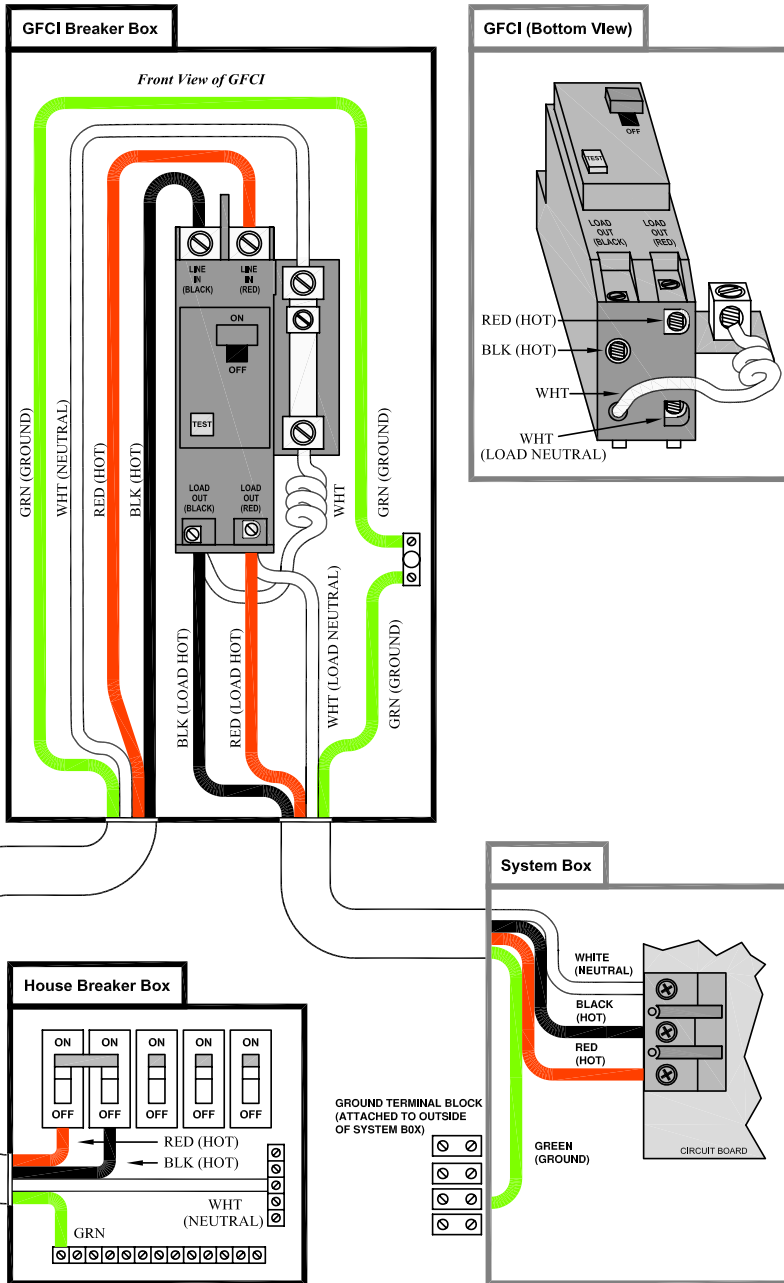 GFCI Breaker Box
Front View of GFCI
LINE
IN
(BLACK)
LINE
IN
(RED)
ON
OFF
TEST
LOAD
OUT
(BLACK)
LOAD
OUT
(RED)
GRN (GROUND)
WHT (NEUTRAL)
RED (HOT)
BLK (HOT)
WHT
GRN (GROUND)
BLK (LOAD HOT)
RED (LOAD HOT)
WHT (LOAD NEUTRAL)
GRN (GROUND)
GFCI (Bottom View)
OFF
TEST
LOAD
OUT
(BLACK)
LOAD
OUT
(RED)
RED (HOT)
BLK (HOT)
WHT
WHT
(LOAD NEUTRAL)
House Breaker Box
ON ON ON ON ON
OFF OFF OFF OFF OFF
RED (HOT)
BLK (HOT)
WHT
(NEUTRAL)
GRN
System Box
WHITE
(NEUTRAL)
BLACK
(HOT)
RED
(HOT)
GROUND TERMINAL BLOCK
(ATTACHED TO OUTSIDE
OF SYSTEM B0X)
GREEN
(GROUND)
CIRCUIT BOARD